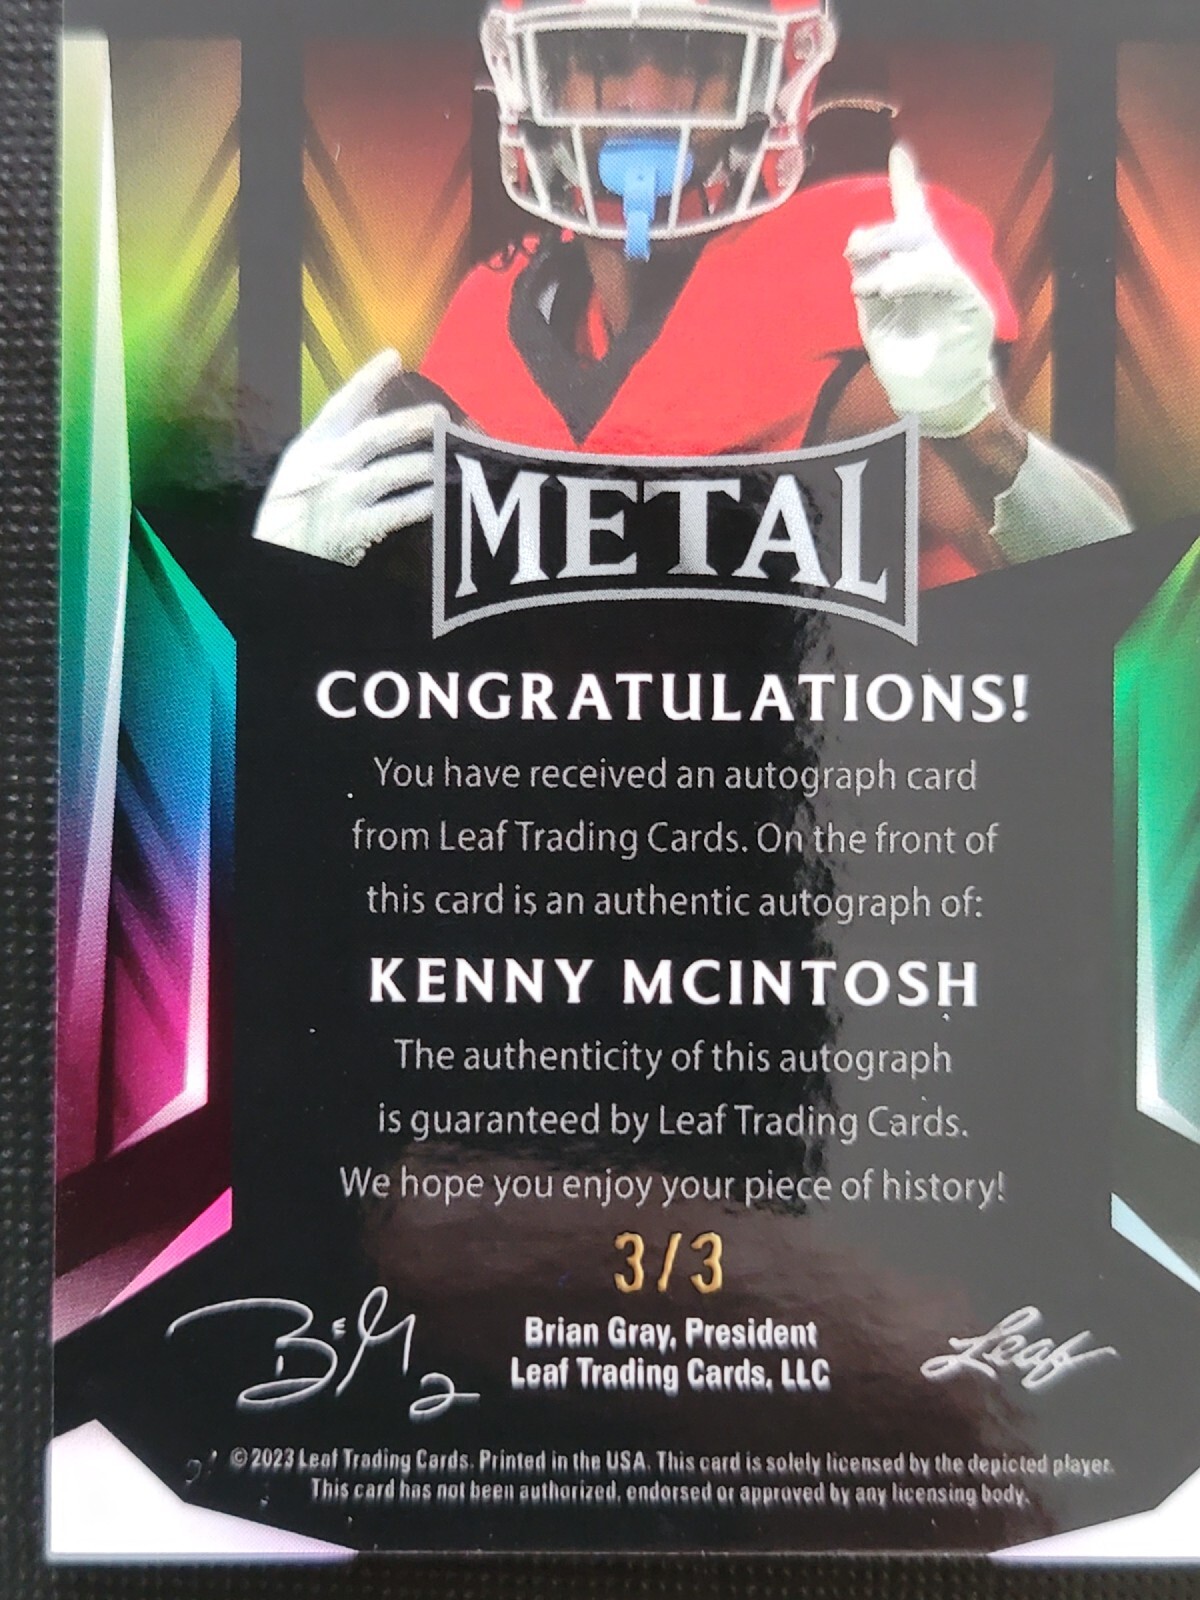 METAL
CONGRATULATIONS!
You have received an autograph card
from Leaf Trading Cards. On the front of
this card is an authentic autograph of:
KENNY MCINTOSH
The authenticity of this autograph
is guaranteed by Leaf Trading Cards.
We hope you enjoy your piece of history!
3/3
Brian Gray, President
Leaf Trading Cards, LLC
Leaf
©2023 Leaf Trading Cards. Printed in the USA. This card is solely licensed by the depicted player.
This card has not been authorized, endorsed or approved by any licensing body.